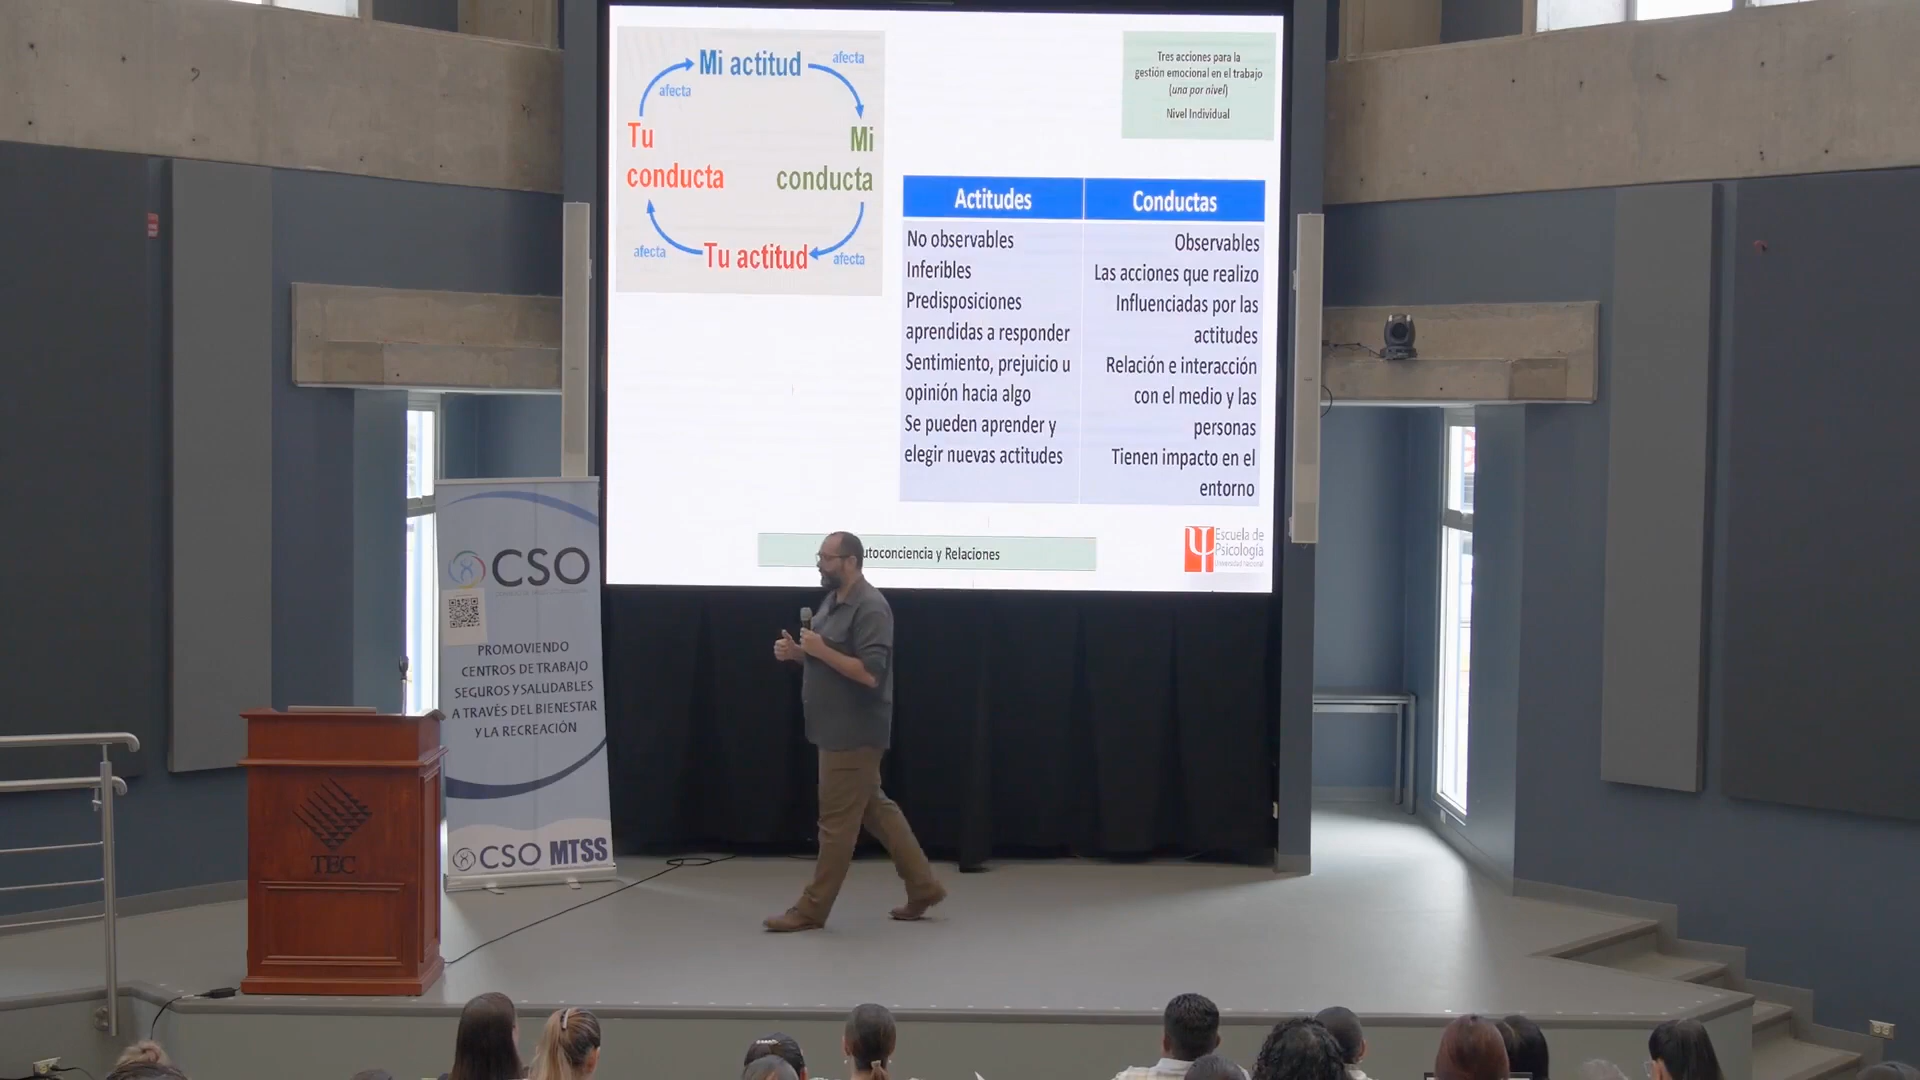 Mi actitud
afecta
afecta
Tu
conducta
Mi
conducta
afecta
Tu actitud
afecta
Tres acciones para la
gestión emocional en el trabajo
(una por nivel)
Nivel Individual
Actitudes
No observables
Inferibles
Predisposiciones
aprendidas a responder
Sentimiento, prejuicio u
opinión hacia algo
Se pueden aprender y
elegir nuevas actitudes
Conductas
Observables
Las acciones que realizo
Influenciadas por las
actitudes
Relación e interacción
con el medio y las
personas
Tienen impacto en el
entorno
utoconciencia y Relaciones
Escuela de
Psicología
Universidad Nacional
CSO
PROMOVIENDO
CENTROS DE TRABAJO
SEGUROS Y SALUDABLES
A TRAVÉS DEL BIENESTAR
Y LA RECREACIÓN
CSO MTSS
TEC